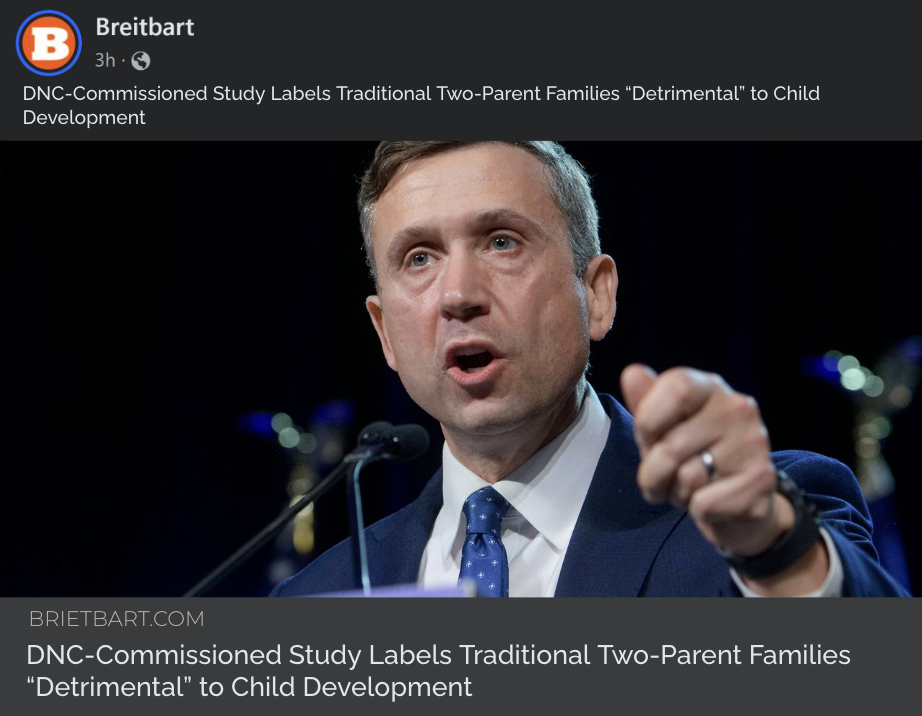 B
Breitbart
3h ·
DNC-Commissioned Study Labels Traditional Two-Parent Families “Detrimental” to Child
Development
BRIETBART.COM
DNC-Commissioned Study Labels Traditional Two-Parent Families
“Detrimental” to Child Development